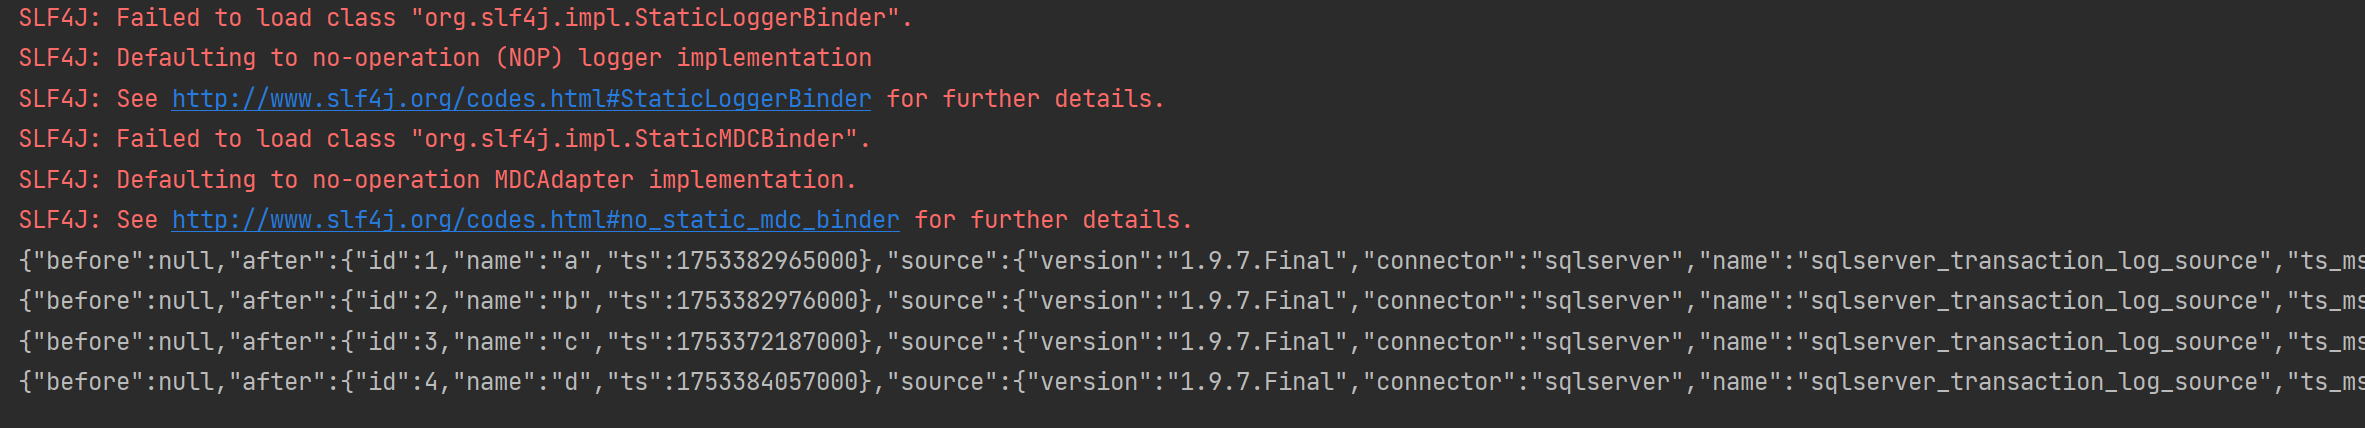 SLF4J: Failed to load class "org.slf4j.impl.StaticLoggerBinder".
SLF4J: Defaulting to no-operation (NOP) logger implementation
SLF4J: See http://www.slf4j.org/codes.html#StaticLoggerBinder for further details.
SLF4J: Failed to load class "org.slf4j.impl.StaticMDCBinder".
SLF4J: Defaulting to no-operation MDCAdapter implementation.
SLF4J: See http://www.slf4j.org/codes.html#no_static_mdc_binder for further details.
{"before":null,"after":{"id":1,"name":"a","ts":1753382965000},"source":{"version":"1.9.7.Final","connector":"sqlserver","name":"sqlserver_transaction_log_source","ts_ms
{"before":null,"after":{"id":2,"name":"b","ts":1753382976000},"source":{"version":"1.9.7.Final","connector":"sqlserver","name":"sqlserver_transaction_log_source","ts_ms
{"before":null,"after":{"id":3,"name":"c","ts":1753372187000},"source":{"version":"1.9.7.Final","connector":"sqlserver","name":"sqlserver_transaction_log_source","ts_ms
{"before":null,"after":{"id":4,"name":"d","ts":1753384057000},"source":{"version":"1.9.7.Final","connector":"sqlserver","name":"sqlserver_transaction_log_source","ts_ms